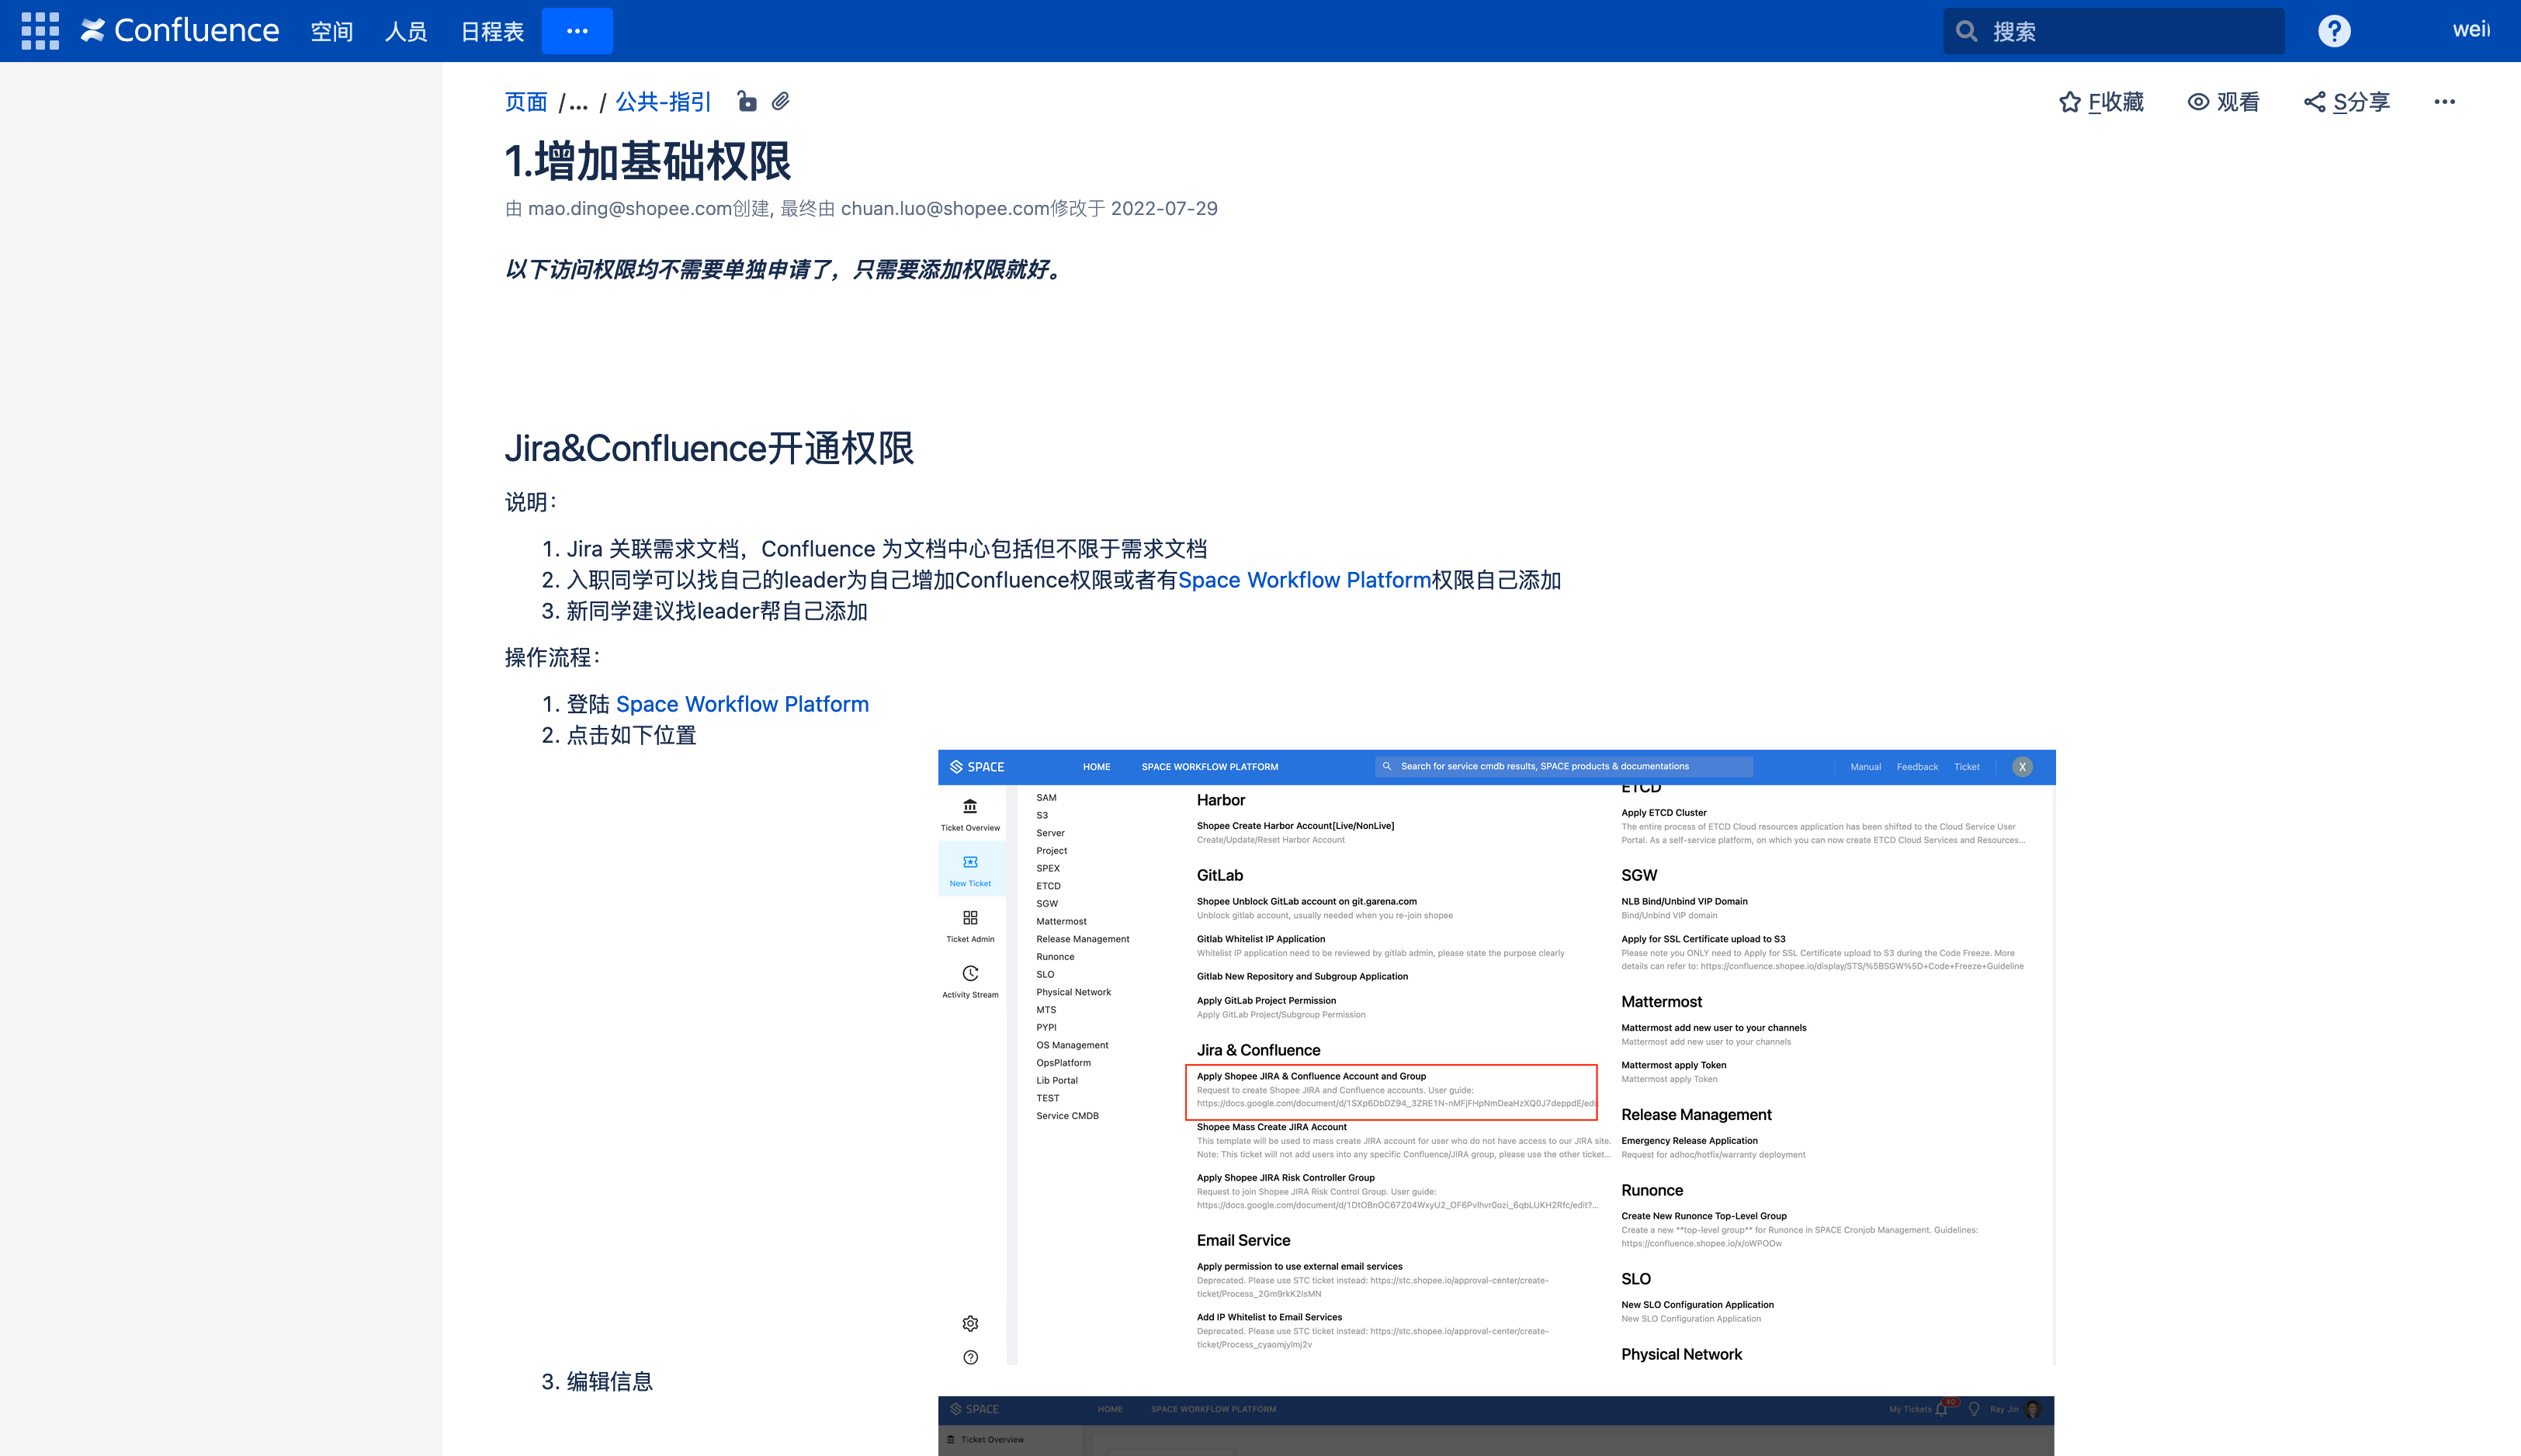 Confluence 空间 人员 日程表 ••• 搜索 ? wei
页面 /... / 公共-指引
F收藏 观看 S分享 •••
1.增加基础权限
由 mao.ding@shopee.com创建, 最终由 chuan.luo@shopee.com修改于 2022-07-29
以下访问权限均不需要单独申请了，只需要添加权限就好。
Jira&Confluence开通权限
说明：
1. Jira 关联需求文档，Confluence 为文档中心包括但不限于需求文档
2. 入职同学可以找自己的leader为自己增加Confluence权限或者有Space Workflow Platform权限自己添加
3. 新同学建议找leader帮自己添加
操作流程：
1. 登陆 Space Workflow Platform
2. 点击如下位置
SPACE HOME SPACE WORKFLOW PLATFORM Search for service cmdb results, SPACE products & documentations Manual Feedback Ticket X
Ticket Overview
New Ticket
Ticket Admin
Activity Stream
SAM
S3
Server
Project
SPEX
ETCD
SGW
Mattermost
Release Management
Runonce
SLO
Physical Network
MTS
PYPI
OS Management
OpsPlatform
Lib Portal
TEST
Service CMDB
Harbor
Shopee Create Harbor Account[Live/NonLive]
Create/Update/Reset Harbor Account
GitLab
Shopee Unblock GitLab account on git.garena.com
Unblock gitlab account, usually needed when you re-join shopee
Gitlab Whitelist IP Application
Whitelist IP application need to be reviewed by gitlab admin, please state the purpose clearly
Gitlab New Repository and Subgroup Application
Apply GitLab Project Permission
Apply GitLab Project/Subgroup Permission
Jira & Confluence
Apply Shopee JIRA & Confluence Account and Group
Request to create Shopee JIRA and Confluence accounts. User guide:
https://docs.google.com/document/d/1SXp6DbDZ94_3ZRE1N-nMFjFHpNmDeaHzXQ0J7deppdE/edit
Shopee Mass Create JIRA Account
This template will be used to mass create JIRA account for user who do not have access to our JIRA site.
Note: This ticket will not add users into any specific Confluence/JIRA group, please use the other ticket...
Apply Shopee JIRA Risk Controller Group
Request to join Shopee JIRA Risk Control Group. User guide:
https://docs.google.com/document/d/1DtOBnOC67Z04WxyU2_OF6Pvlhvr0ozi_6qbLUKH2Rfc/edit?...
Email Service
Apply permission to use external email services
Deprecated. Please use STC ticket instead: https://stc.shopee.io/approval-center/create-
ticket/Process_2Gm9rkK2IsMN
Add IP Whitelist to Email Services
Deprecated. Please use STC ticket instead: https://stc.shopee.io/approval-center/create-
ticket/Process_cyaomjylmj2v
ETCD
Apply ETCD Cluster
The entire process of ETCD Cloud resources application has been shifted to the Cloud Service User
Portal. As a self-service platform, on which you can now create ETCD Cloud Services and Resources...
SGW
NLB Bind/Unbind VIP Domain
Bind/Unbind VIP domain
Apply for SSL Certificate upload to S3
Please note you ONLY need to Apply for SSL Certificate upload to S3 during the Code Freeze. More
details can refer to: https://confluence.shopee.io/display/STS/%5BSGW%5D+Code+Freeze+Guideline
Mattermost
Mattermost add new user to your channels
Mattermost add new user to your channels
Mattermost apply Token
Mattermost apply Token
Release Management
Emergency Release Application
Request for adhoc/hotfix/warranty deployment
Runonce
Create New Runonce Top-Level Group
Create a new **top-level group** for Runonce in SPACE Cronjob Management. Guidelines:
https://confluence.shopee.io/x/oWPOOw
SLO
New SLO Configuration Application
New SLO Configuration Application
Physical Network
3. 编辑信息
SPACE HOME SPACE WORKFLOW PLATFORM My Tickets 40 Ray Jin
Ticket Overview